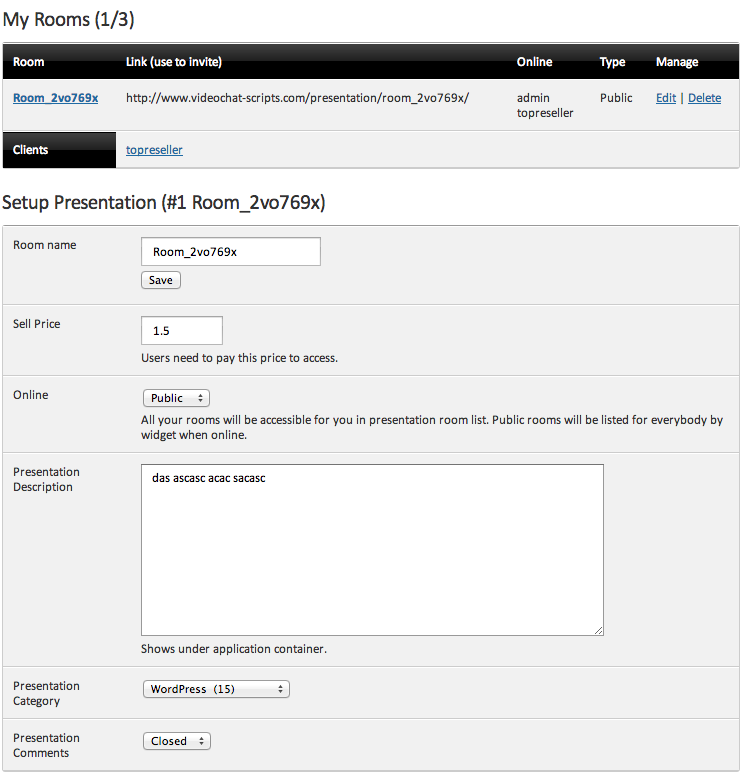 My Rooms (1/3)
Room Link (use to invite) Online Type Manage
Room_2vo769x http://www.videochat-scripts.com/presentation/room_2vo769x/ admin Public Edit | Delete
topreseller
Clients topreseller
Setup Presentation (#1 Room_2vo769x)
Room name Room_2vo769x
Save
Sell Price 1.5
Users need to pay this price to access.
Online Public
All your rooms will be accessible for you in presentation room list. Public rooms will be listed for everybody by
widget when online.
Presentation das ascasc acac sacasc
Description
Shows under application container.
Presentation WordPress (15)
Category
Presentation Closed
Comments